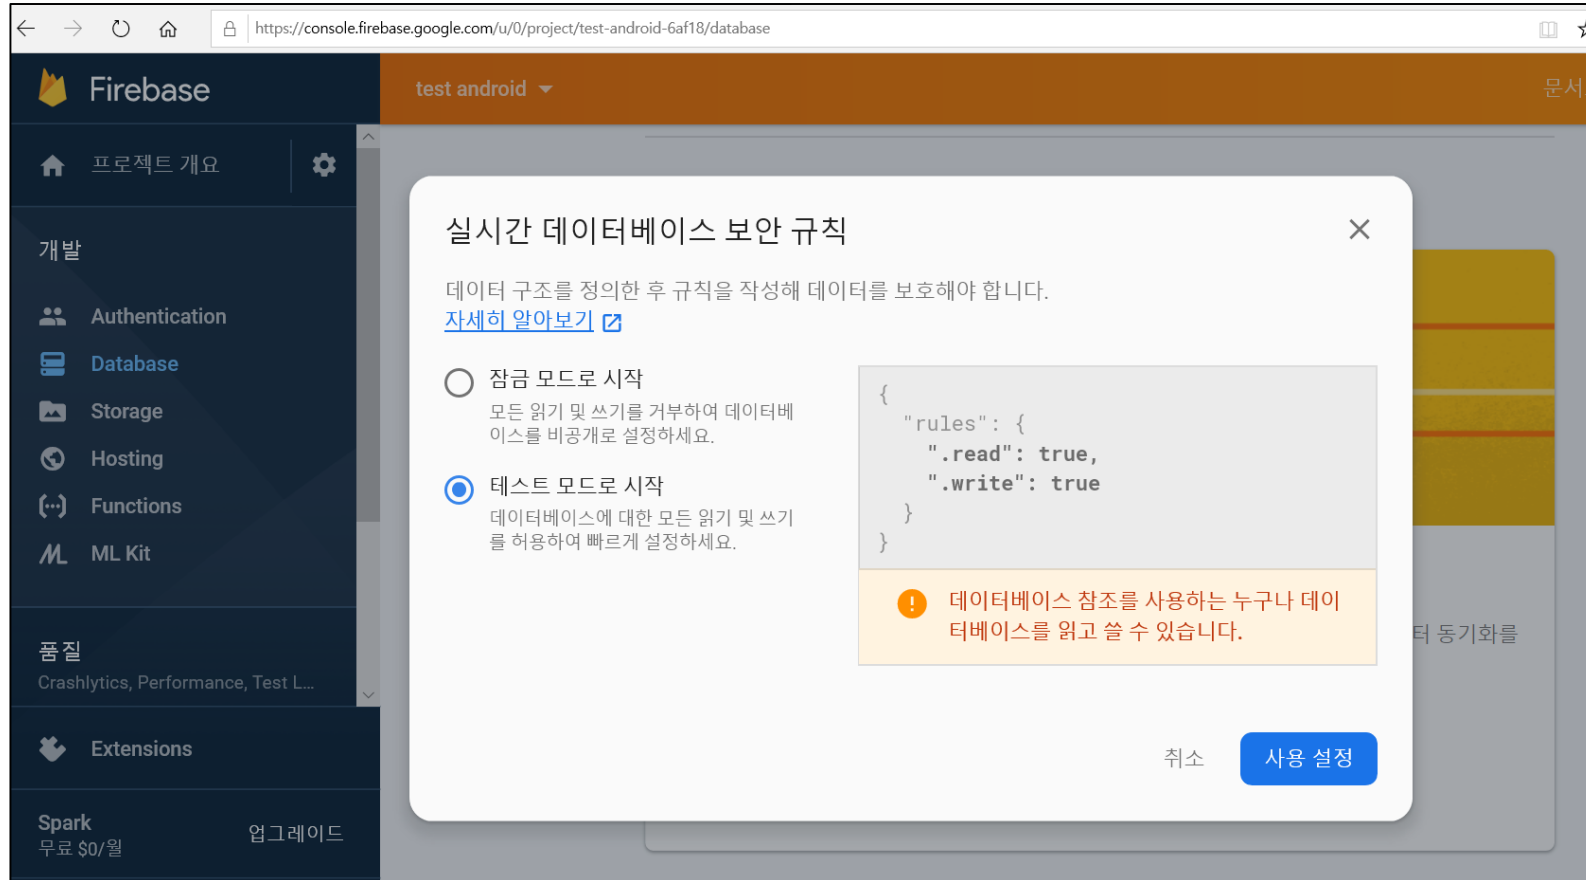 https://console.firebase.google.com/u/0/project/test-android-6af18/database
Firebase
test android
문서
프로젝트 개요
개발
Authentication
Database
Storage
Hosting
Functions
ML Kit
품질
Crashlytics, Performance, Test L...
Extensions
Spark
무료 $0/월
업그레이드
실시간 데이터베이스 보안 규칙
데이터 구조를 정의한 후 규칙을 작성해 데이터를 보호해야 합니다.
자세히 알아보기
잠금 모드로 시작
모든 읽기 및 쓰기를 거부하여 데이터베
이스를 비공개로 설정하세요.
테스트 모드로 시작
데이터베이스에 대한 모든 읽기 및 쓰기
를 허용하여 빠르게 설정하세요.
{
"rules": {
".read": true,
".write": true
}
}
데이터베이스 참조를 사용하는 누구나 데이
터베이스를 읽고 쓸 수 있습니다.
터 동기화를
취소
사용 설정